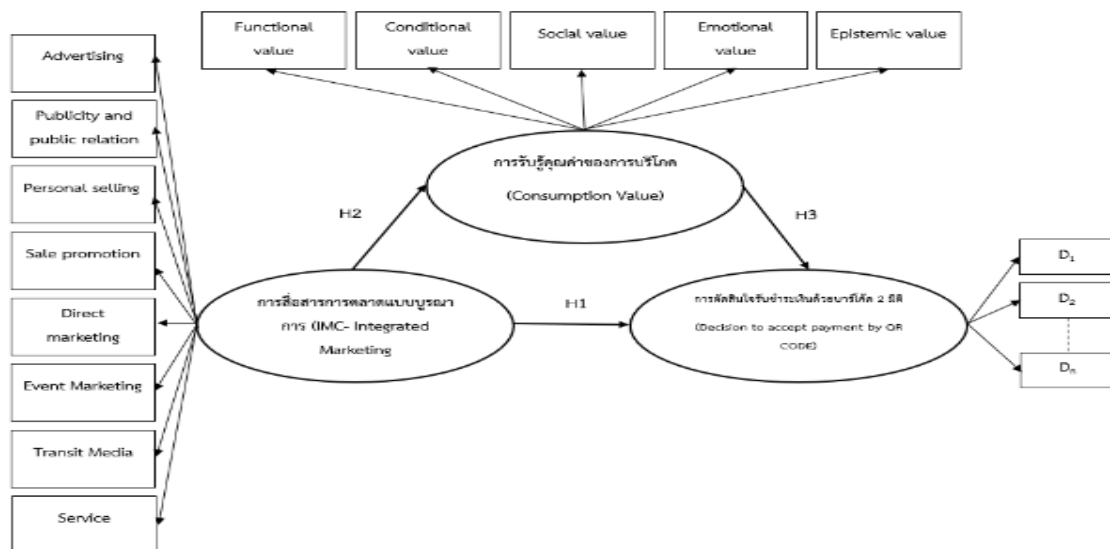 Functional
value
Conditional
value
Social value
Emotional
value
Epistemic value
Advertising
Publicity and
public relation
Personal selling
Sale promotion
Direct
marketing
Event Marketing
Transit Media
Service
การรับรู้คุณค่าของการบริโภค
(Consumption Value)
H2
H3
การสื่อสารการตลาดแบบบูรณา
การ (IMC- Integrated
Marketing
H1
การตัดสินใจรับชำระเงินด้วยบาร์โค้ด 2 มิติ
(Decision to accept payment by QR
CODE)
D1
D2
Dn